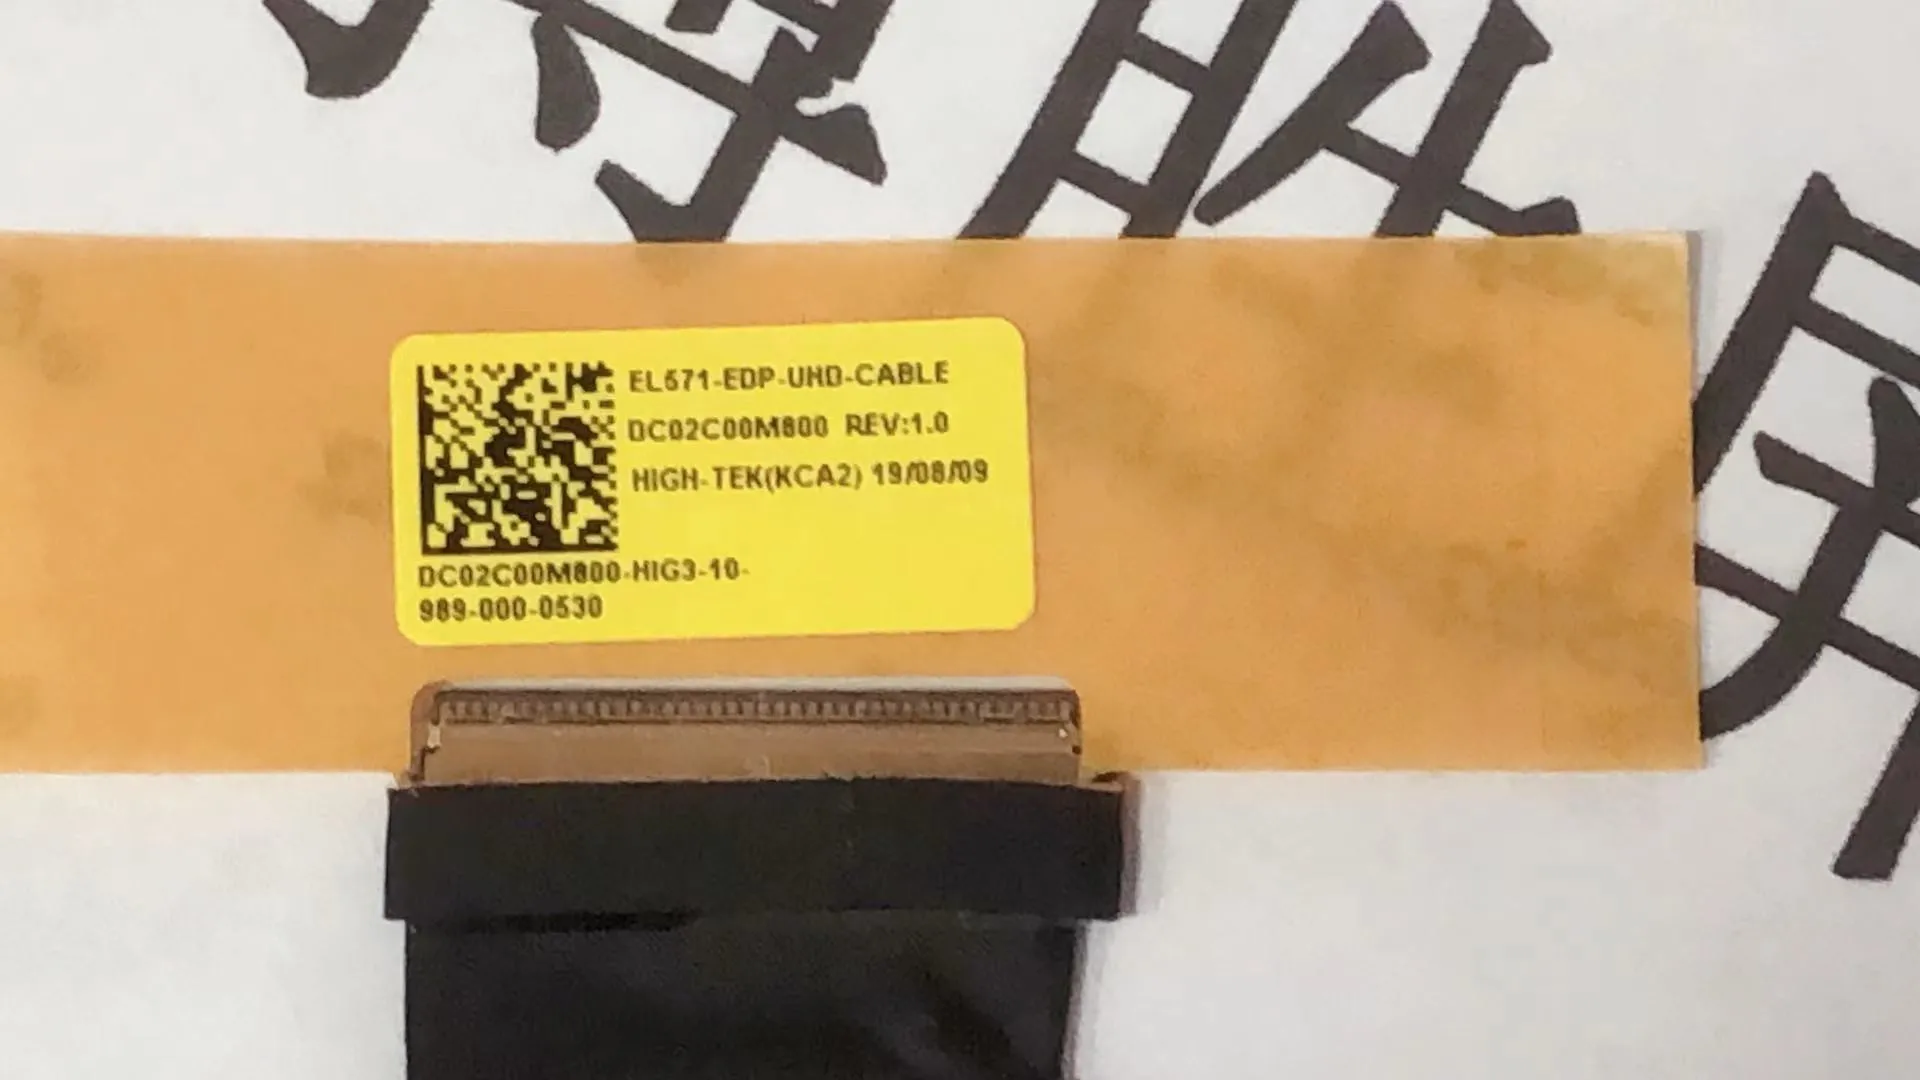 EL571-EDP-UHD-CABLE
DC02C00M800 REV:1.0
HIGH-TEK(KCA2) 19/08/09
DC02C00M800-HIG3-10-
989-000-0530